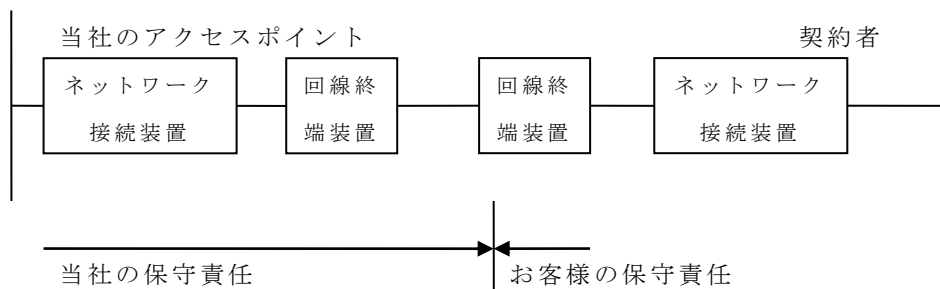 当社のアクセスポイント
契約者
ネットワーク
接続装置
回線終
端装置
回線終
端装置
ネットワーク
接続装置
当社の保守責任
お客様の保守責任